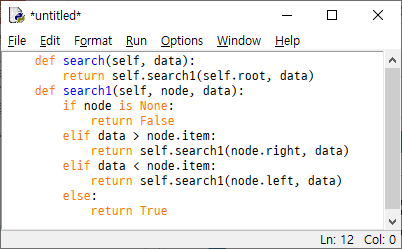 *untitled*
File Edit Format Run Options Window Help
    def search(self, data):
        return self.search1(self.root, data)
    def search1(self, node, data):
        if node is None:
            return False
        elif data > node.item:
            return self.search1(node.right, data)
        elif data < node.item:
            return self.search1(node.left, data)
        else:
            return True
Ln: 12 Col: 0